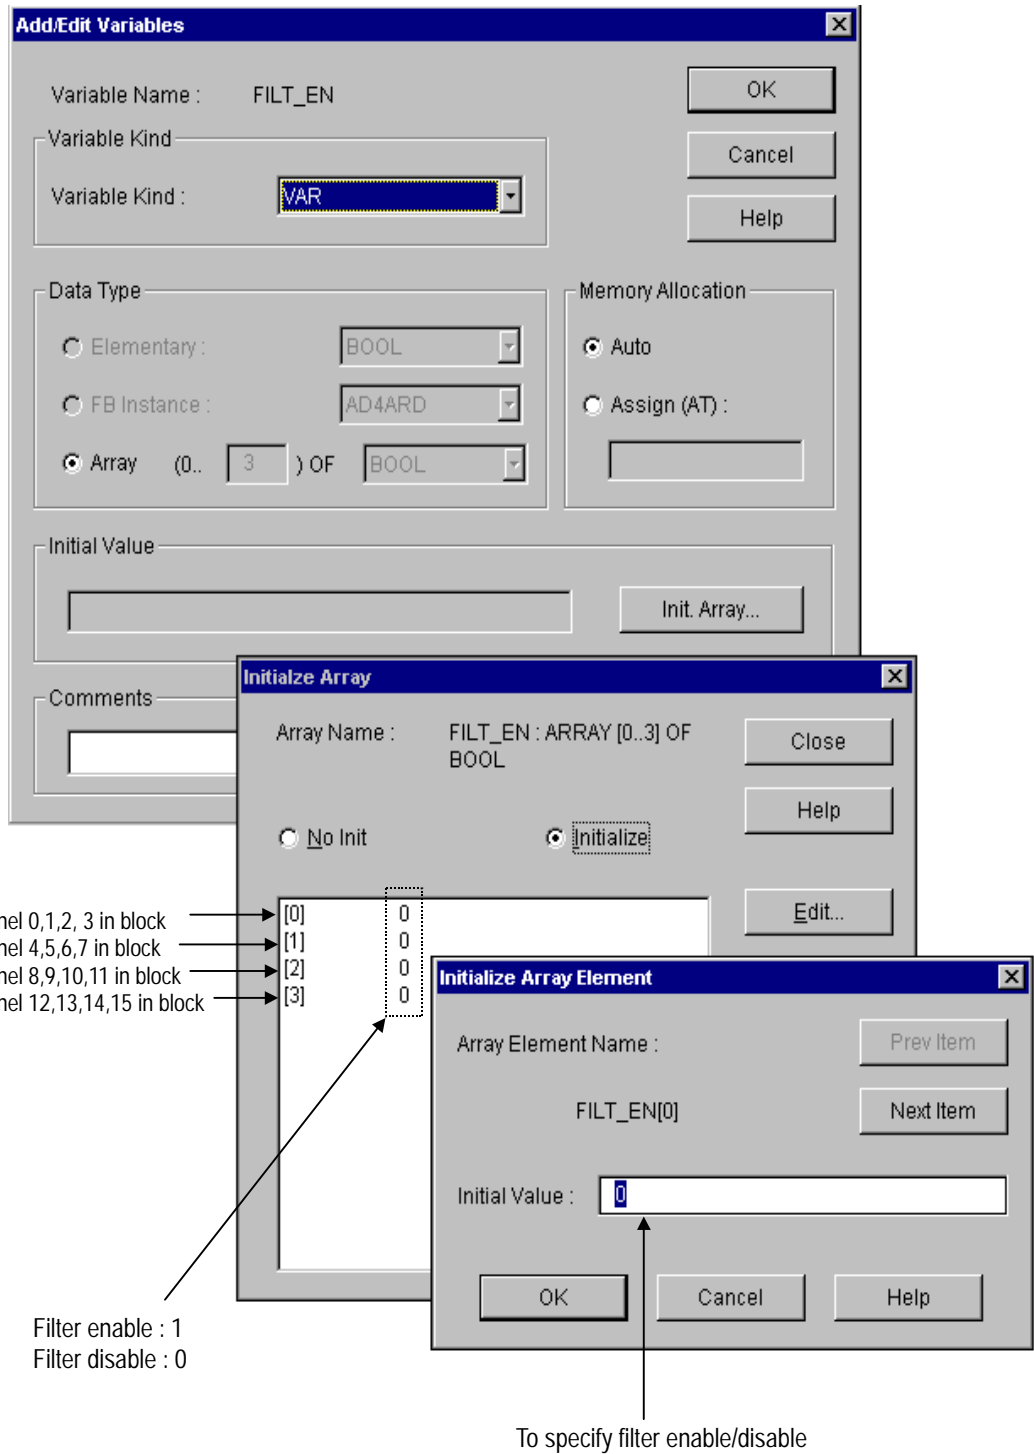 Add/Edit Variables
Variable Name : FILT_EN
OK
Variable Kind
Cancel
Variable Kind : VAR
Help
Data Type
Memory Allocation
Elementary : BOOL
Auto
FB Instance : AD4ARD
Assign (AT) :
Array (0.. 3 ) OF BOOL
Initial Value
Init. Array...
Comments
Initialze Array
Array Name : FILT_EN : ARRAY [0..3] OF
BOOL
Close
Help
No Init
Initialize
Edit...
nel 0,1,2, 3 in block
[0] 0
nel 4,5,6,7 in block
[1] 0
nel 8,9,10,11 in block
[2] 0
nel 12,13,14,15 in block
[3] 0
Initialize Array Element
Array Element Name :
Prev Item
FILT_EN[0]
Next Item
Initial Value : 0
OK
Cancel
Help
Filter enable : 1
Filter disable : 0
To specify filter enable/disable